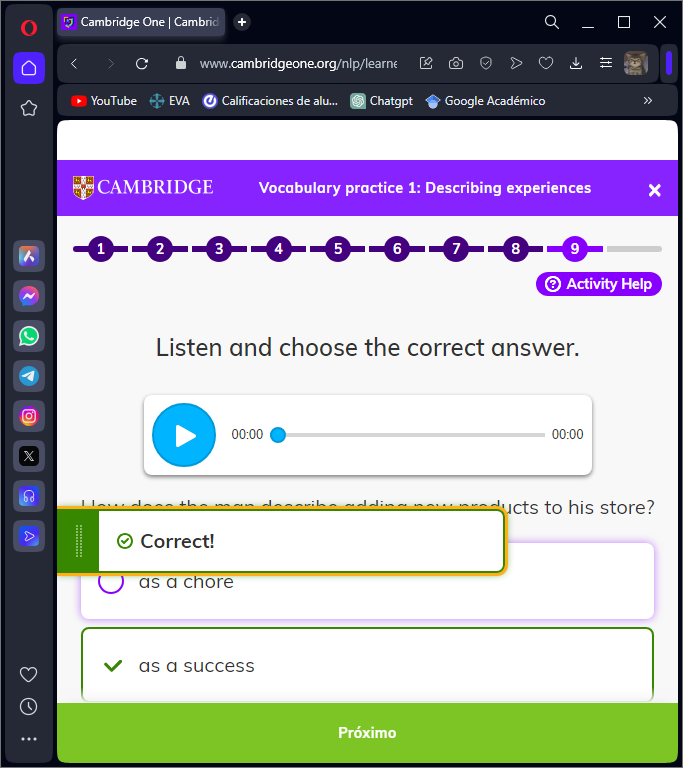 Cambridge One | Cambrid
www.cambridgeone.org/nlp/learne
YouTube EVA Calificaciones de alu... Chatgpt Google Académico »
CAMBRIDGE Vocabulary practice 1: Describing experiences
1 2 3 4 5 6 7 8 9
Activity Help
Listen and choose the correct answer.
00:00 00:00
How does the man describe adding new products to his store?
Correct!
as a chore
as a success
Próximo